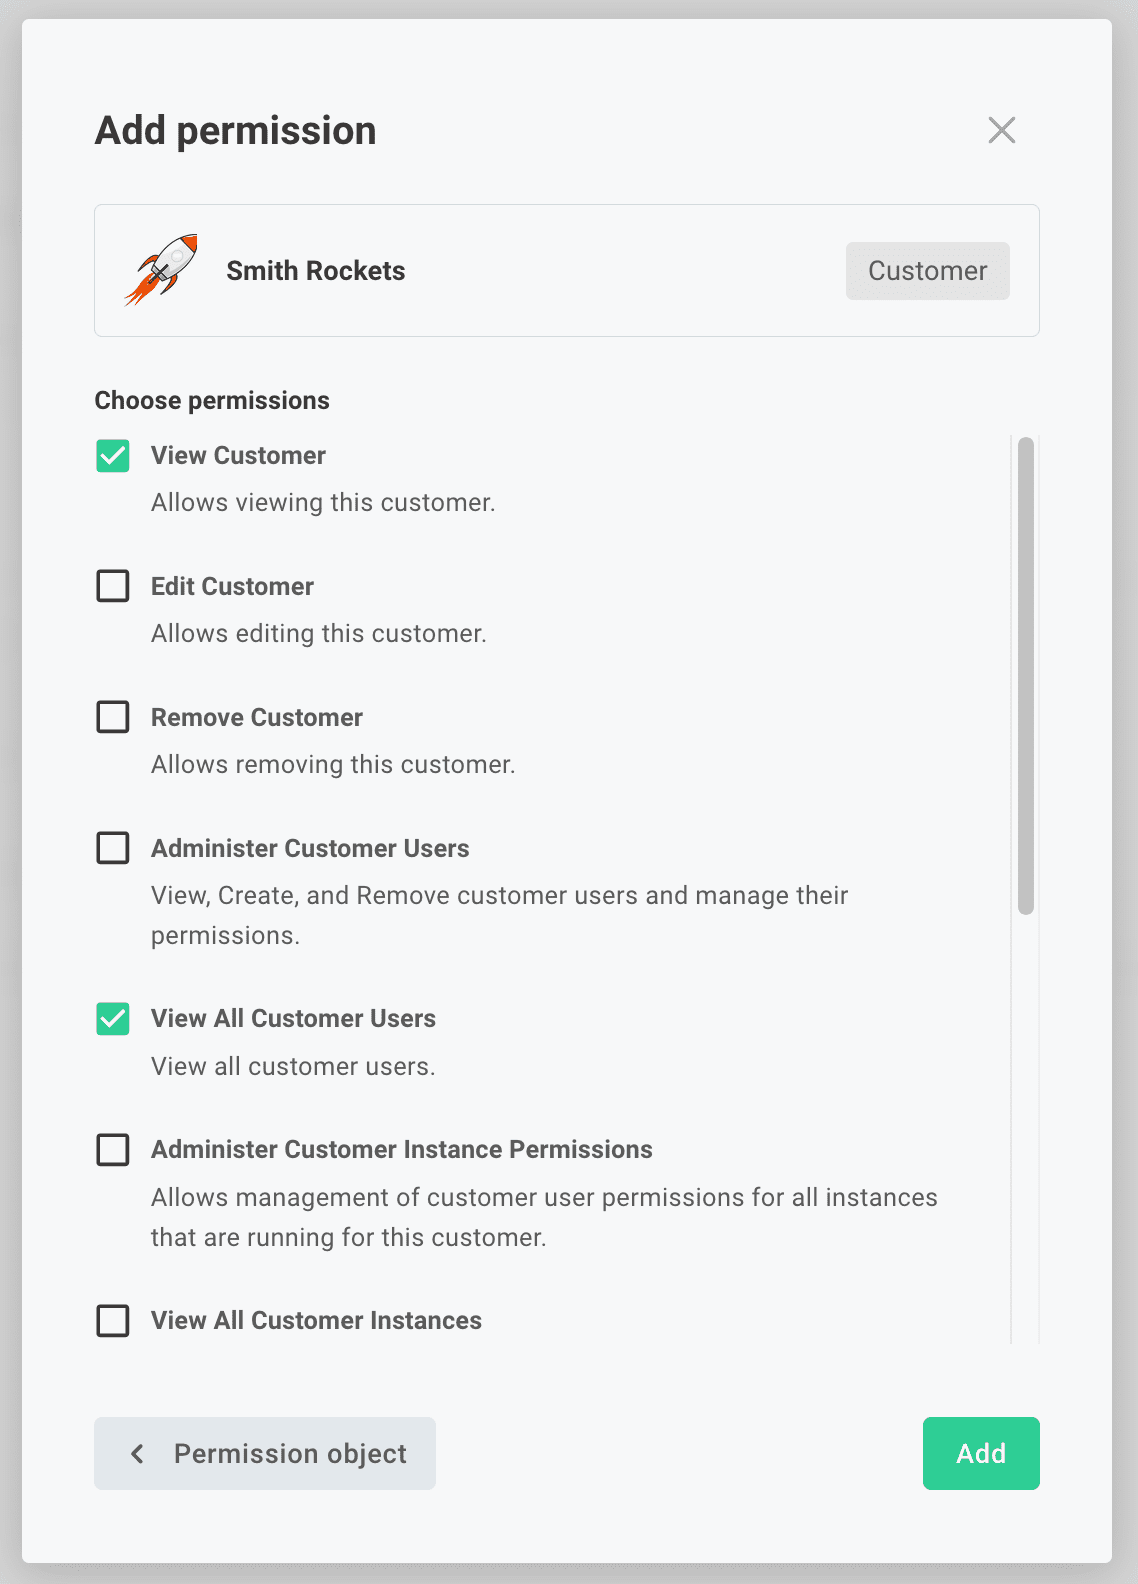 Add permission
Smith Rockets
Customer
Choose permissions
View Customer
Allows viewing this customer.
Edit Customer
Allows editing this customer.
Remove Customer
Allows removing this customer.
Administer Customer Users
View, Create, and Remove customer users and manage their
permissions.
View All Customer Users
View all customer users.
Administer Customer Instance Permissions
Allows management of customer user permissions for all instances
that are running for this customer.
View All Customer Instances
Permission object
Add